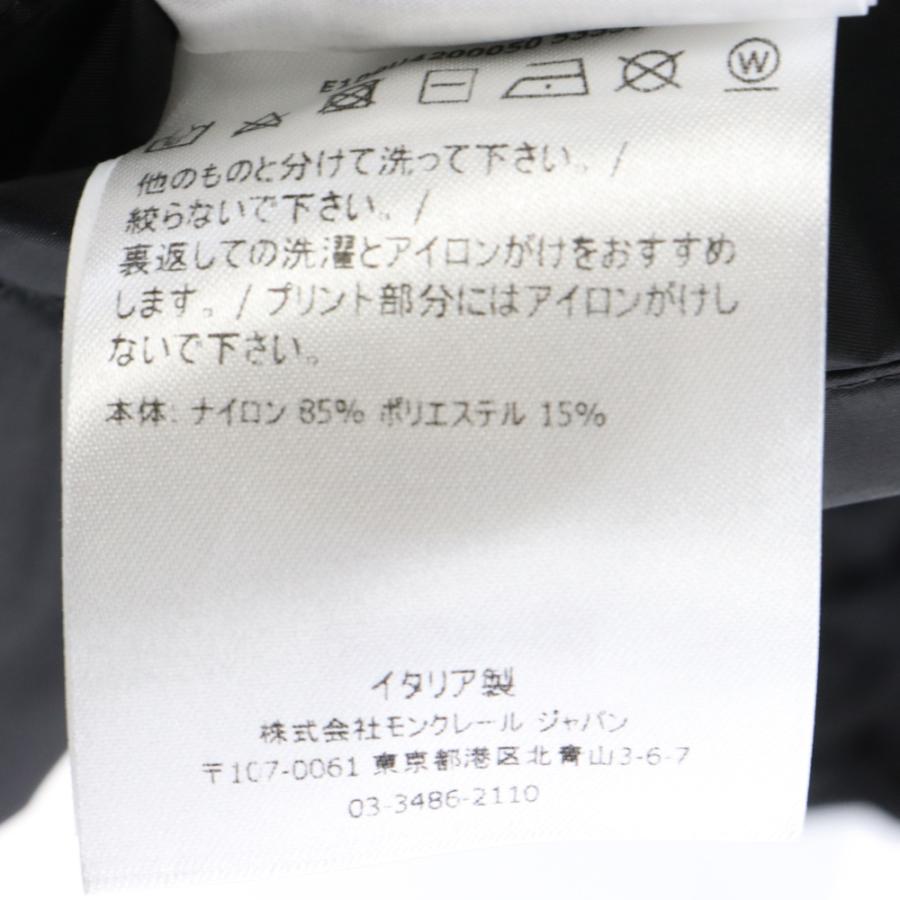 他のものと分けて洗って下さい。/
絞らないで下さい。/
裏返しての洗濯とアイロンがけをおすすめ
します。/ プリント部分にはアイロンがけし
ないで下さい。
本体: ナイロン 85% ポリエステル 15%
イタリア製
株式会社モンクレール ジャパン
〒107-0061 東京都港区北青山3-6-7
03-3486-2110